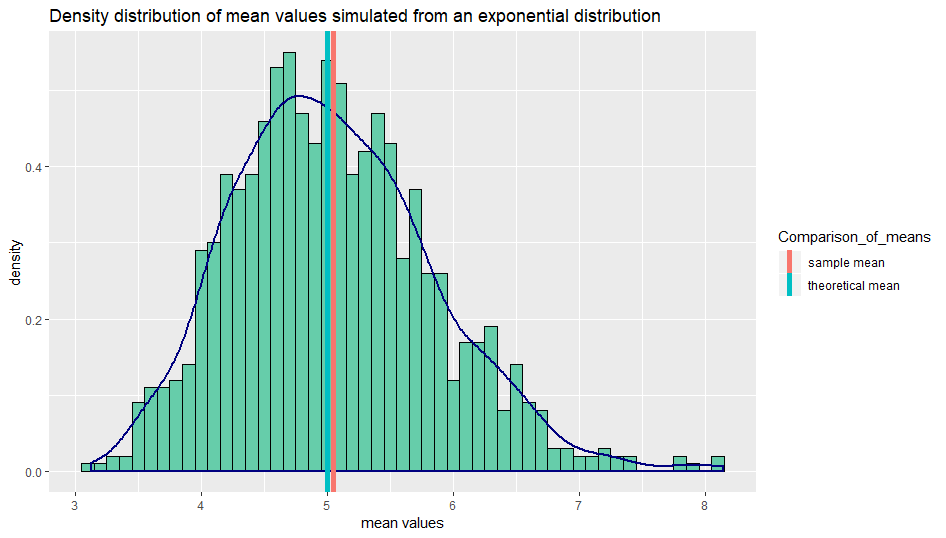 Density distribution of mean values simulated from an exponential distribution
density
0.4
0.2
0.0
3 4 5 6 7 8
mean values
Comparison_of_means
sample mean
theoretical mean